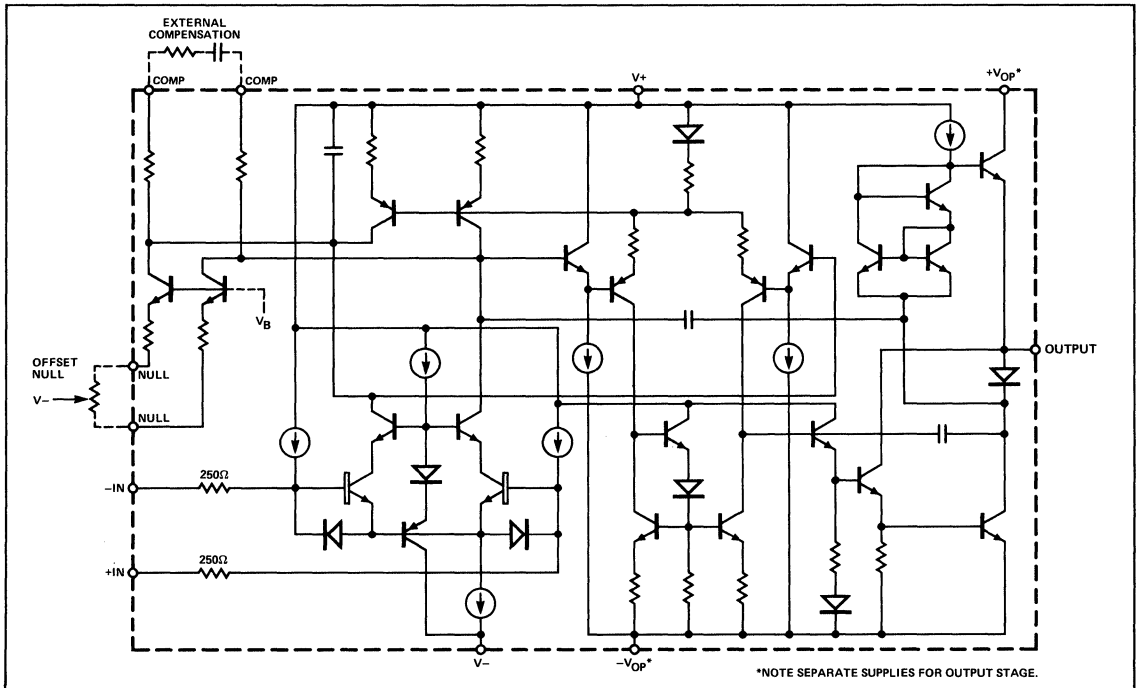 EXTERNAL
COMPENSATION
COMP
COMP
V+
+VOP*
VB
OFFSET
NULL
V–
NULL
NULL
OUTPUT
–IN
250Ω
+IN
250Ω
V–
–VOP*
*NOTE SEPARATE SUPPLIES FOR OUTPUT STAGE.